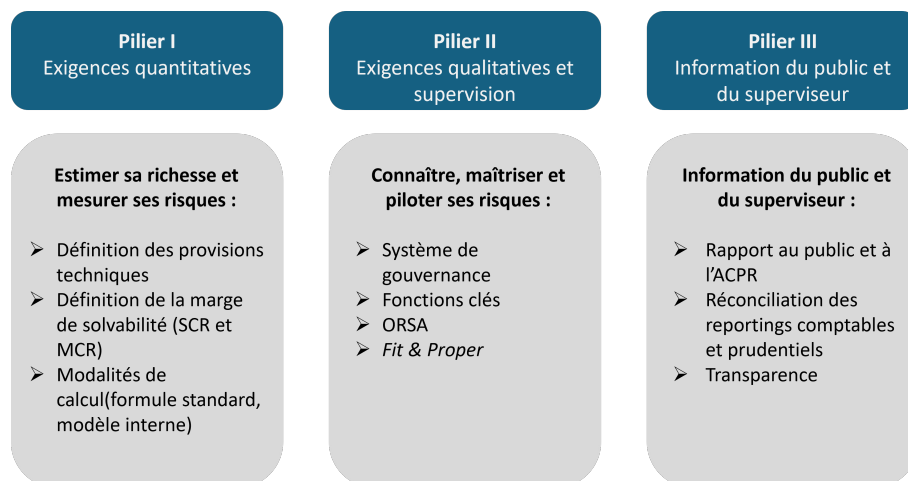 Pilier I
Exigences quantitatives
Pilier II
Exigences qualitatives et
supervision
Pilier III
Information du public et
du superviseur
Estimer sa richesse et
mesurer ses risques :
➢ Définition des provisions
techniques
➢ Définition de la marge
de solvabilité (SCR et
MCR)
➢ Modalités de
calcul(formule standard,
modèle interne)
Connaître, maîtriser et
piloter ses risques :
➢ Système de
gouvernance
➢ Fonctions clés
➢ ORSA
➢ Fit & Proper
Information du public et
du superviseur :
➢ Rapport au public et à
l’ACPR
➢ Réconciliation des
reportings comptables
et prudentiels
➢ Transparence